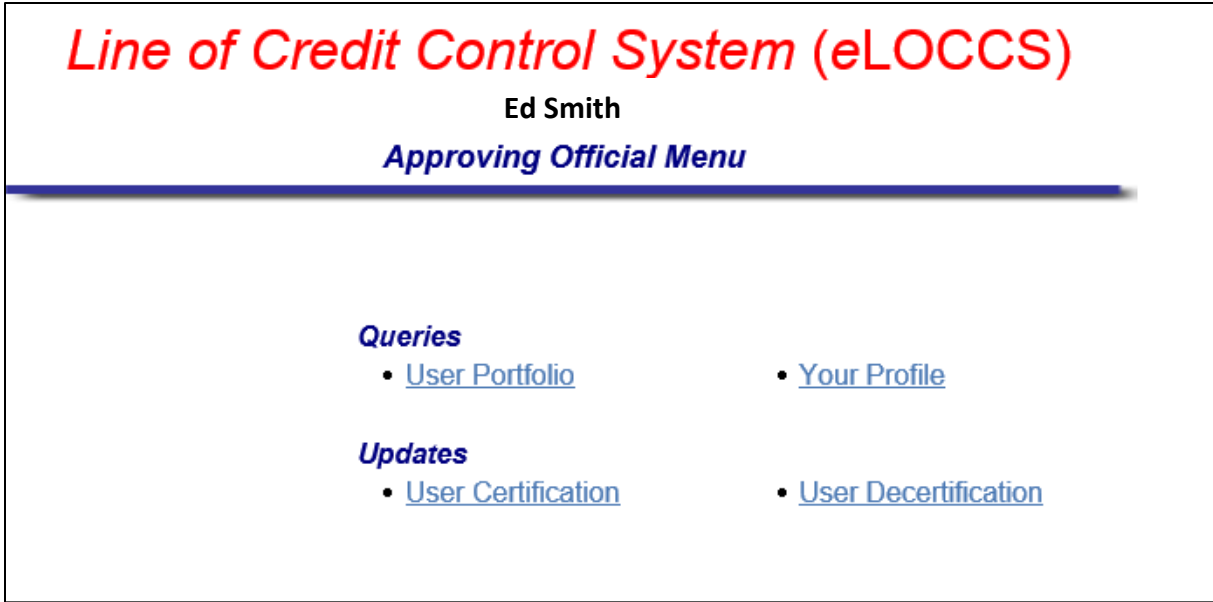 Line of Credit Control System (eLOCCS)
Ed Smith
Approving Official Menu
Queries
• User Portfolio • Your Profile
Updates
• User Certification • User Decertification